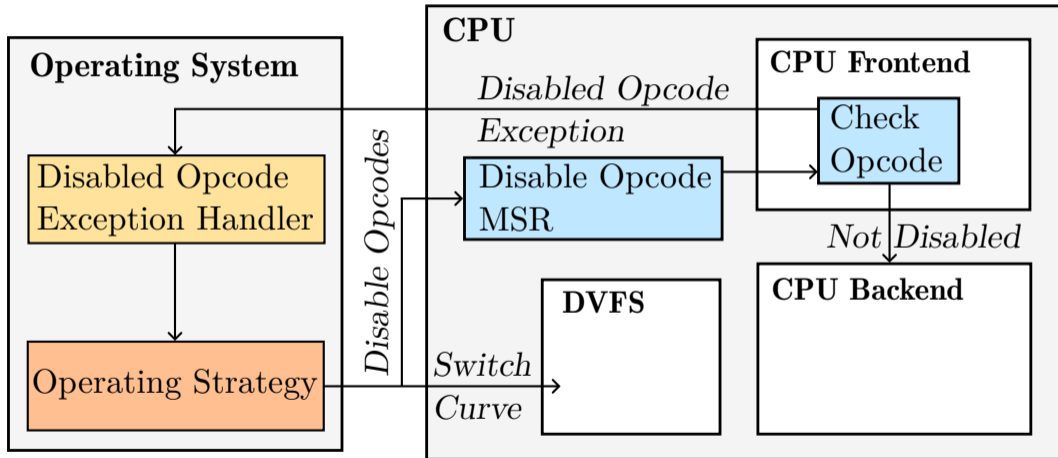 Operating System
Disabled Opcode
Exception Handler
Operating Strategy
Disable Opcodes
CPU
Disabled Opcode
Exception
Disable Opcode
MSR
CPU Frontend
Check
Opcode
Not Disabled
Switch
Curve
DVFS
CPU Backend